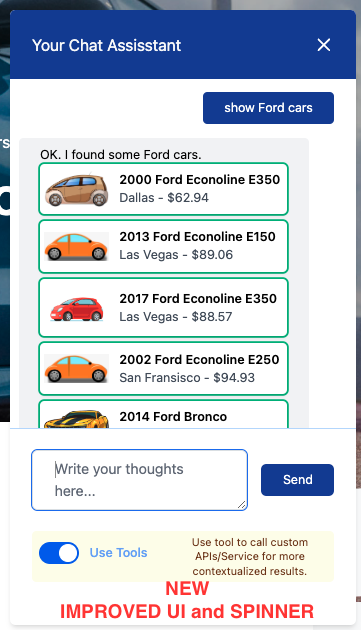 Your Chat Assisstant
show Ford cars
OK. I found some Ford cars.
2000 Ford Econoline E350
Dallas - $62.94
2013 Ford Econoline E150
Las Vegas - $89.06
2017 Ford Econoline E350
Las Vegas - $88.57
2002 Ford Econoline E250
San Fransisco - $94.93
2014 Ford Bronco
Write your thoughts
here...
Send
Use Tools
Use tool to call custom
APIs/Service for more
contextualized results.
NEW
IMPROVED UI and SPINNER